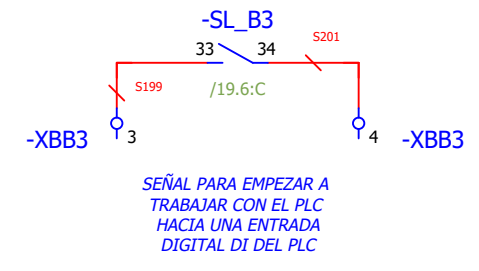 -SL_B3
33 34
S201
S199
/19.6:C
-XBB3 3
4 -XBB3
SEÑAL PARA EMPEZAR A
TRABAJAR CON EL PLC
HACIA UNA ENTRADA
DIGITAL DI DEL PLC